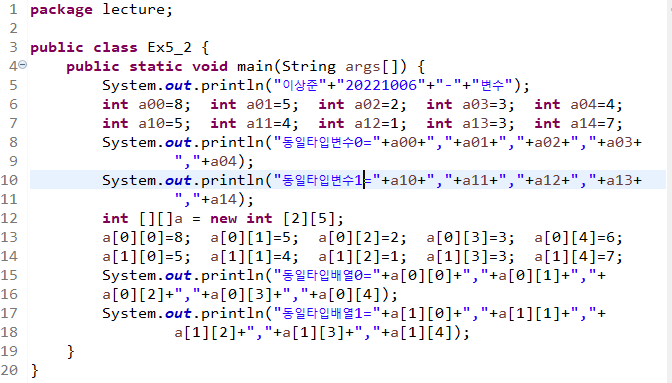 1 package lecture;
2
3 public class Ex5_2 {
4 public static void main(String args[]) {
5 System.out.println("이상준"+"20221006"+"-"+"변수");
6 int a00=8; int a01=5; int a02=2; int a03=3; int a04=4;
7 int a10=5; int a11=4; int a12=1; int a13=3; int a14=7;
8 System.out.println("동일타입변수0="+a00+","+a01+","+a02+","+a03+
9 ","+a04);
10 System.out.println("동일타입변수1="+a10+","+a11+","+a12+","+a13+
11 ","+a14);
12 int [][]a = new int [2][5];
13 a[0][0]=8; a[0][1]=5; a[0][2]=2; a[0][3]=3; a[0][4]=6;
14 a[1][0]=5; a[1][1]=4; a[1][2]=1; a[1][3]=3; a[1][4]=7;
15 System.out.println("동일타입배열0="+a[0][0]+","+a[0][1]+","+
16 a[0][2]+","+a[0][3]+","+a[0][4]);
17 System.out.println("동일타입배열1="+a[1][0]+","+a[1][1]+","+
18 a[1][2]+","+a[1][3]+","+a[1][4]);
19 }
20 }